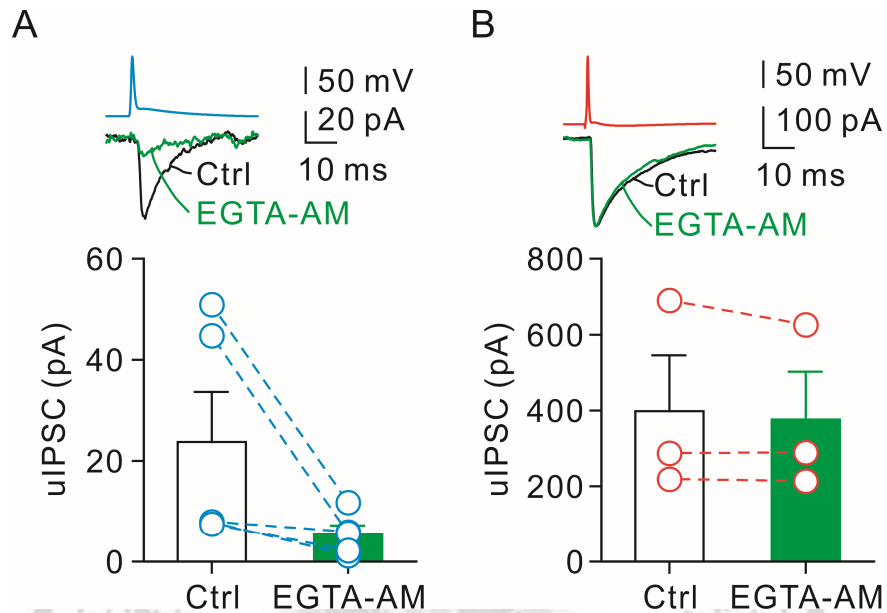 A
50 mV
20 pA
10 ms
Ctrl
EGTA-AM
60
40
20
0
uIPSC (pA)
Ctrl
EGTA-AM
B
50 mV
100 pA
10 ms
Ctrl
EGTA-AM
800
600
400
200
0
uIPSC (pA)
Ctrl
EGTA-AM